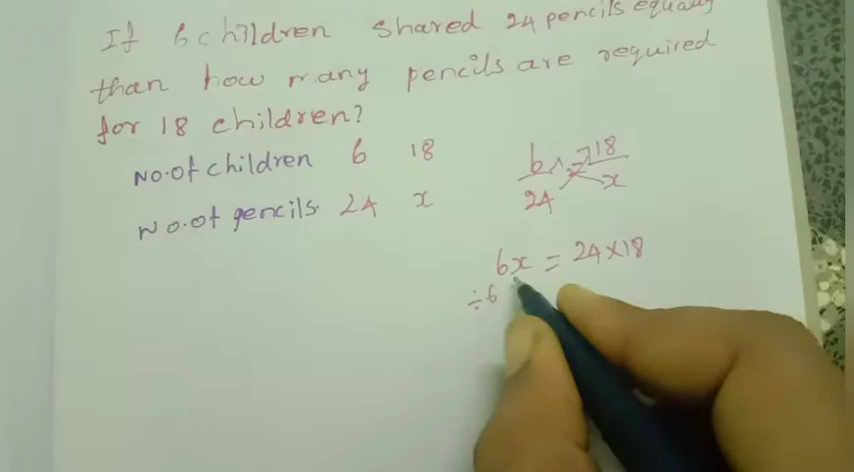 If 6 children shared 24 pencils equally
than how many pencils are required
for 18 children?
No.of children 6 18
No.of pencils 24 x
6/24 = 18/x
6x = 24×18
÷6